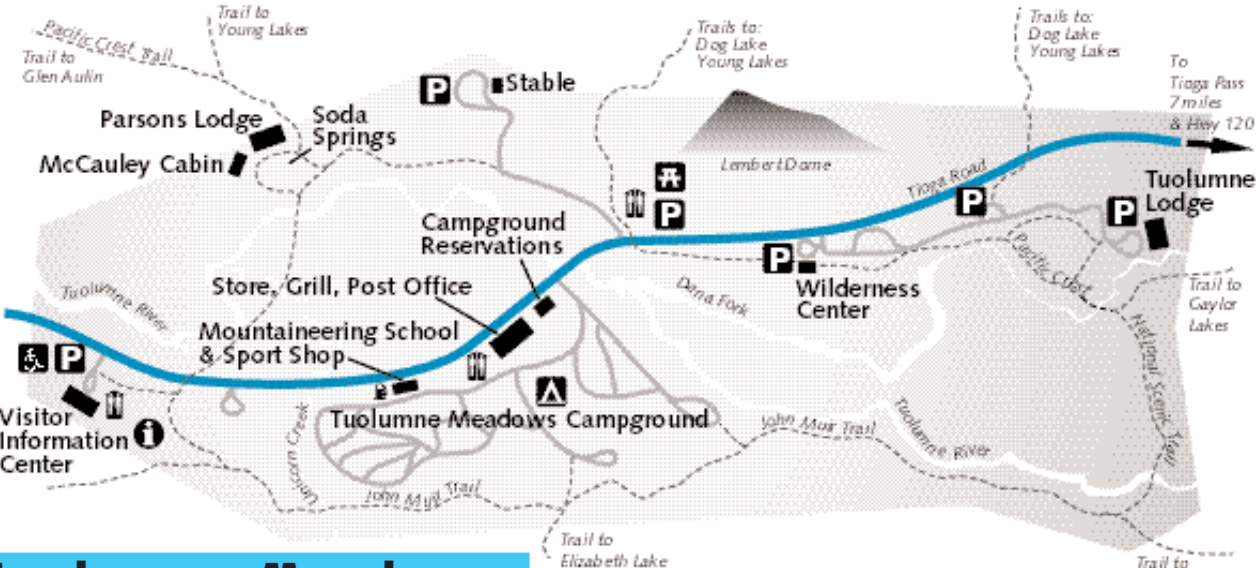 Trail to
Young Lakes
Pacific Crest Trail
Trail to
Glen Aulin
Trails to:
Dog Lake
Young Lakes
Trails to:
Dog Lake
Young Lakes
To
Tioga Pass
7 miles
& Hwy 120
P
Stable
Parsons Lodge
Soda
Springs
McCauley Cabin
Lembert Dome
Tioga Road
P
P
P
Tuolumne
Lodge
Campground
Reservations
Pacific Crest
National Scenic Trail
P
Wilderness
Center
Dana Fork
Trail to
Gaylor
Lakes
Store, Grill, Post Office
Tuolumne River
Mountaineering School
& Sport Shop
P
Visitor
Information
Center
i
Tuolumne Meadows Campground
Unicorn Creek
John Muir Trail
John Muir Trail
Tuolumne River
Trail to
Elizabeth Lake
Trail to